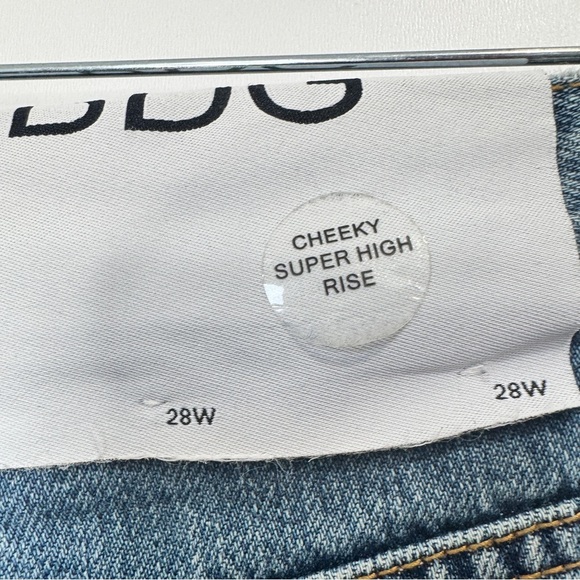 BDG
CHEEKY
SUPER HIGH
RISE
28W
28W